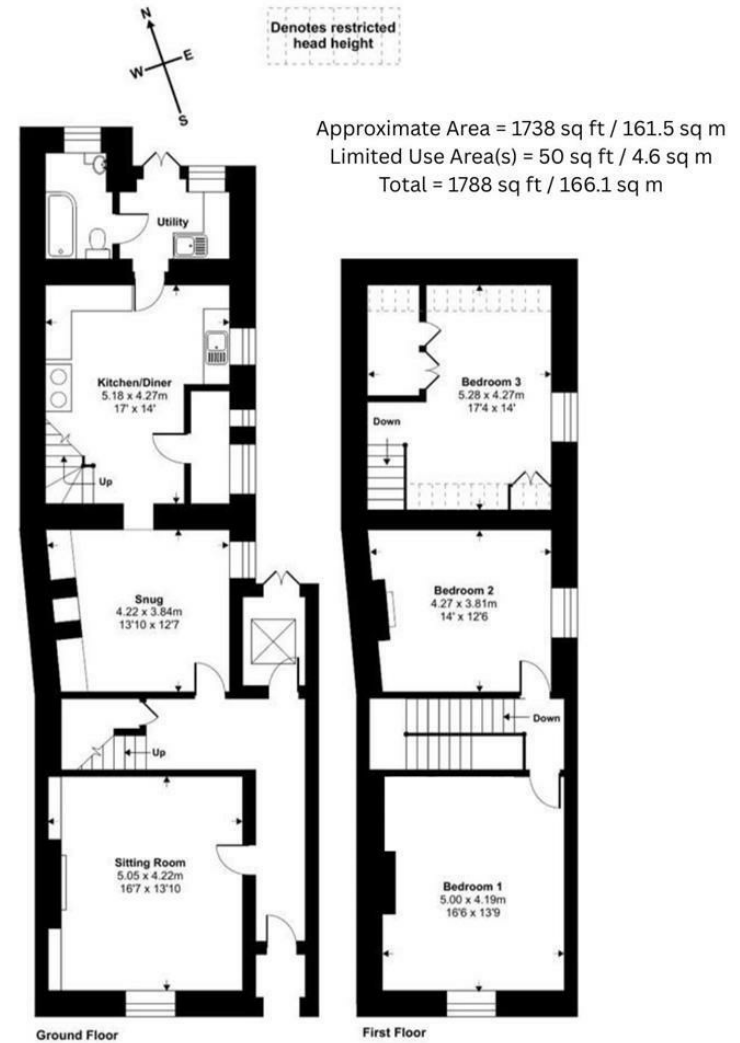 N
E
W
S
Denotes restricted
head height
Approximate Area = 1738 sq ft / 161.5 sq m
Limited Use Area(s) = 50 sq ft / 4.6 sq m
Total = 1788 sq ft / 166.1 sq m
Utility
Kitchen/Diner
5.18 x 4.27m
17' x 14'
Up
Snug
4.22 x 3.84m
13'10 x 12'7
Up
Sitting Room
5.05 x 4.22m
16'7 x 13'10
Ground Floor
Bedroom 3
5.28 x 4.27m
17'4 x 14'
Down
Bedroom 2
4.27 x 3.81m
14' x 12'6
Down
Bedroom 1
5.00 x 4.19m
16'6 x 13'9
First Floor